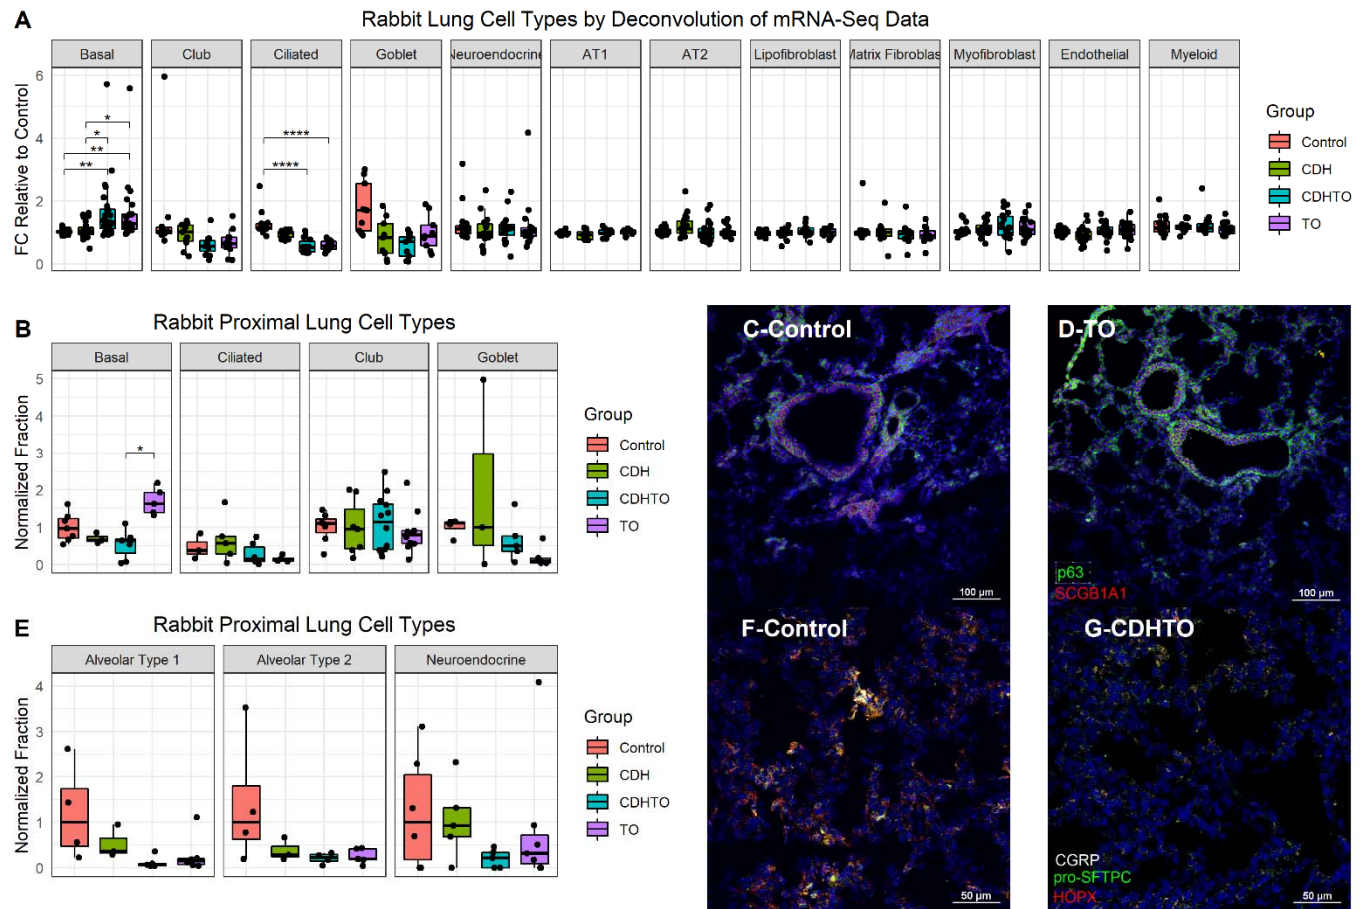 A
Rabbit Lung Cell Types by Deconvolution of mRNA-Seq Data
Basal Club Ciliated Goblet Neuroendocrine AT1 AT2 Lipofibroblast Matrix Fibroblas Myofibroblast Endothelial Myeloid
FC Relative to Control
6
4
2
0
* * ** ** **** ****
Group
Control
CDH
CDHTO
TO
B
Rabbit Proximal Lung Cell Types
Basal Ciliated Club Goblet
Normalized Fraction
5
4
3
2
1
0
*
Group
Control
CDH
CDHTO
TO
C-Control
100 µm
D-TO
p63
SCGB1A1
100 µm
E
Rabbit Proximal Lung Cell Types
Alveolar Type 1 Alveolar Type 2 Neuroendocrine
Normalized Fraction
4
3
2
1
0
Group
Control
CDH
CDHTO
TO
F-Control
50 µm
G-CDHTO
CGRP
pro-SFTPC
HOPX
50 µm